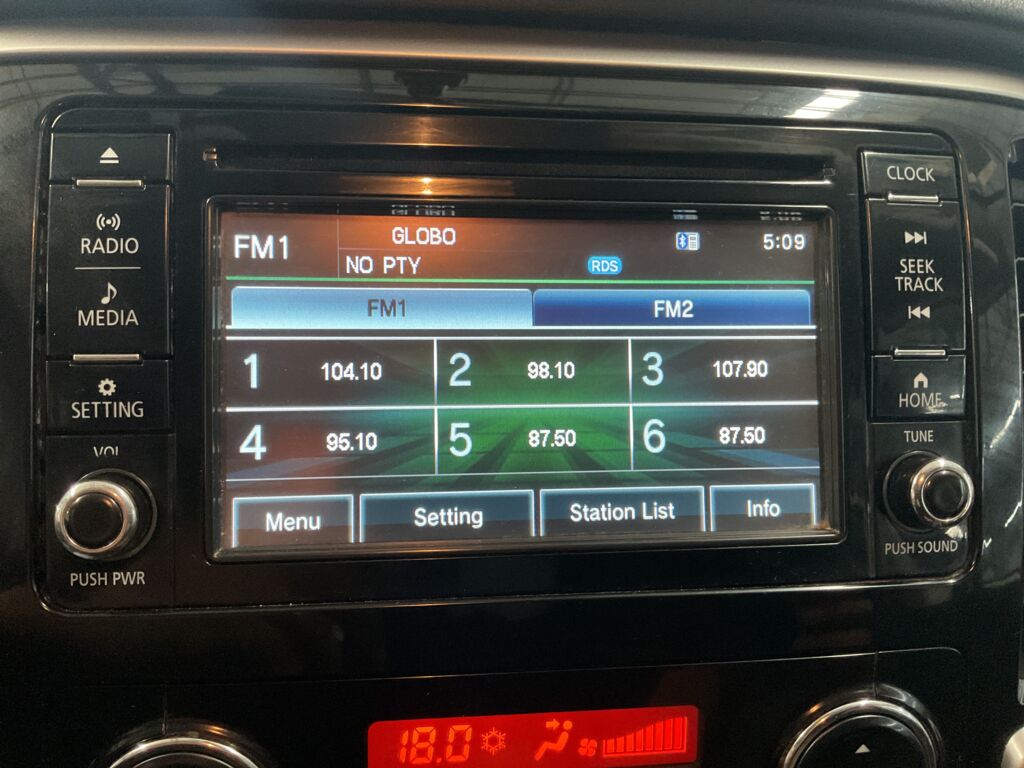 CLOCK
RADIO
MEDIA
SETTING
VOL
PUSH PWR
FM1 GLOBO 5:09
NO PTY RDS
FM1 FM2
1 104.10 2 98.10 3 107.90
4 95.10 5 87.50 6 87.50
Menu Setting Station List Info
SEEK
TRACK
HOME
TUNE
PUSH SOUND
18.0